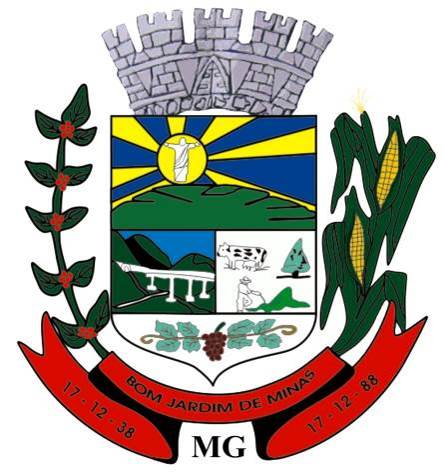 17 - 12 - 38
BOM JARDIM DE MINAS
17 - 12 - 88
MG